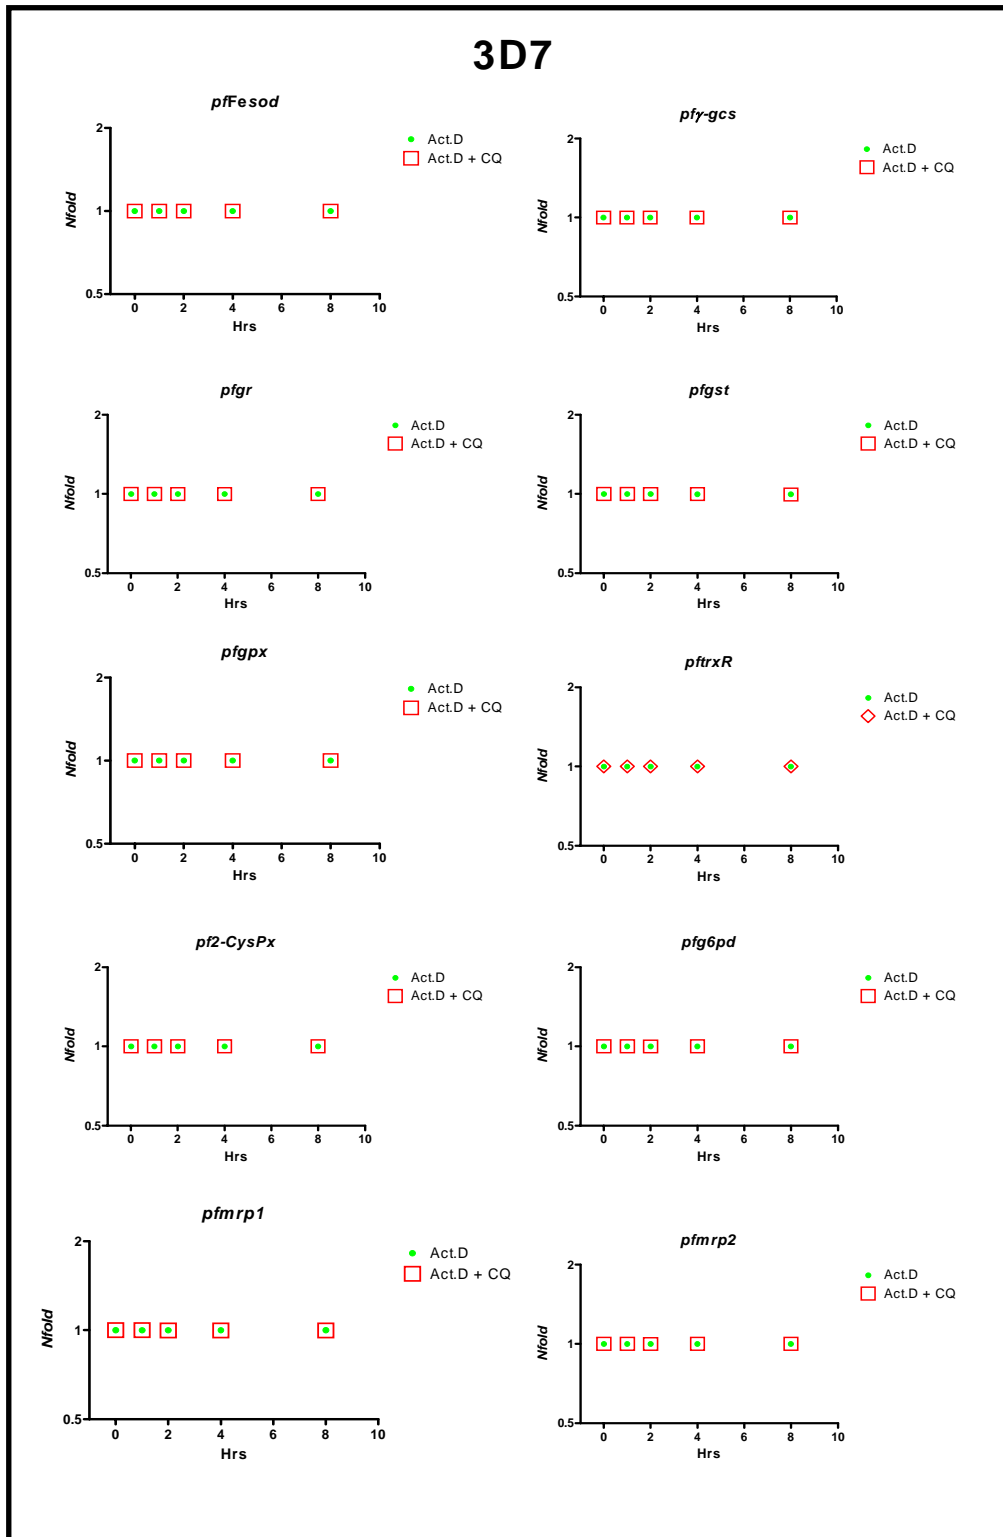 3D7
pfFesod
2
1
0.5
Nfold
0 2 4 6 8 10
Hrs
Act.D
Act.D + CQ
pfγ-gcs
2
1
0.5
Nfold
0 2 4 6 8 10
Hrs
Act.D
Act.D + CQ
pfgr
2
1
0.5
Nfold
0 2 4 6 8 10
Hrs
Act.D
Act.D + CQ
pfgst
2
1
0.5
Nfold
0 2 4 6 8 10
Hrs
Act.D
Act.D + CQ
pfgpx
2
1
0.5
Nfold
0 2 4 6 8 10
Hrs
Act.D
Act.D + CQ
pftrxR
2
1
0.5
Nfold
0 2 4 6 8 10
Hrs
Act.D
Act.D + CQ
pf2-CysPx
2
1
0.5
Nfold
0 2 4 6 8 10
Hrs
Act.D
Act.D + CQ
pfg6pd
2
1
0.5
Nfold
0 2 4 6 8 10
Hrs
Act.D
Act.D + CQ
pfmrp1
2
1
0.5
Nfold
0 2 4 6 8 10
Hrs
Act.D
Act.D + CQ
pfmrp2
2
1
0.5
Nfold
0 2 4 6 8 10
Hrs
Act.D
Act.D + CQ